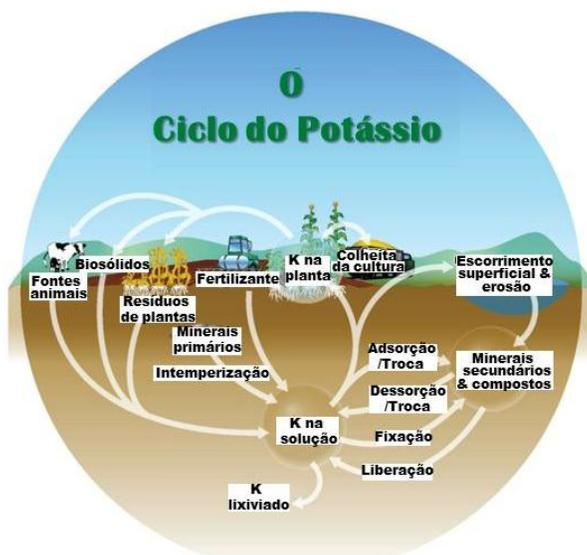 O
Ciclo do Potássio
Fontes
animais
Biosólidos
Resíduos
de plantas
Fertilizante
K na
planta
Colheita
da cultura
Escorrimento
superficial &
erosão
Minerais
primários
Intemperização
Adsorção
/Troca
Minerais
secundários
& compostos
Dessorção
/Troca
K na
solução
Fixação
Liberação
K
lixiviado